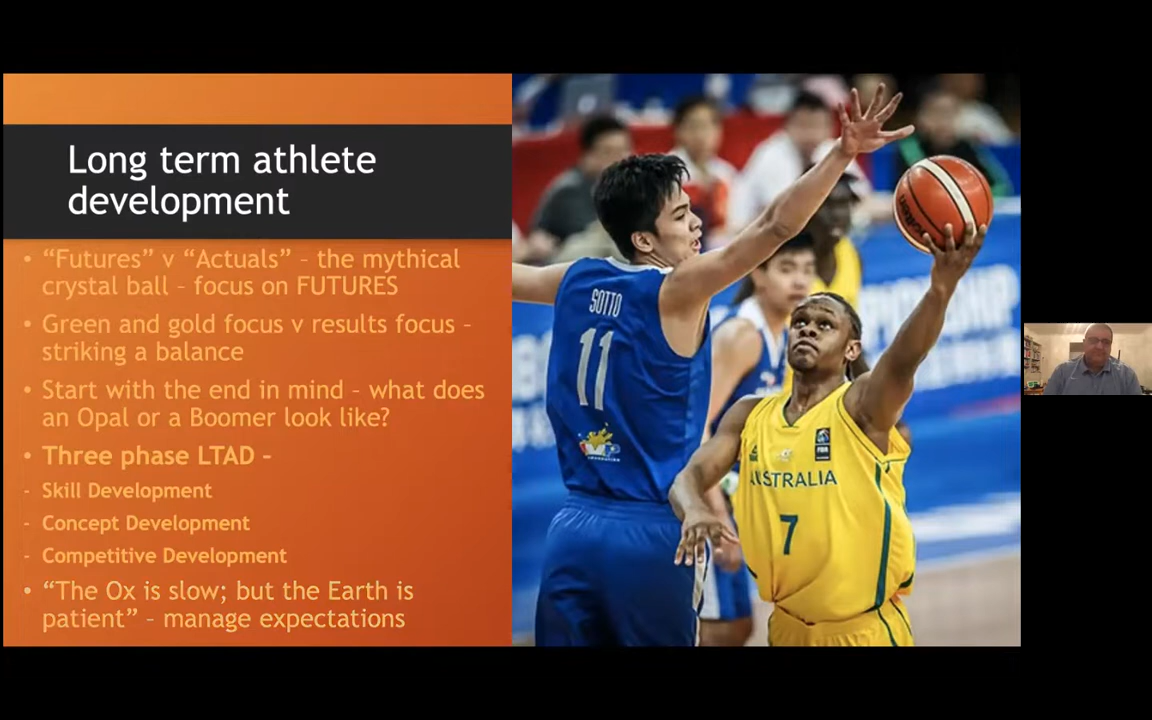 Long term athlete
development
• “Futures” v “Actuals” – the mythical
crystal ball – focus on FUTURES
• Green and gold focus v results focus –
striking a balance
• Start with the end in mind – what does
an Opal or a Boomer look like?
• Three phase LTAD –
- Skill Development
- Concept Development
- Competitive Development
• “The Ox is slow; but the Earth is
patient” – manage expectations
SOTTO
11
AUSTRALIA
7
molten